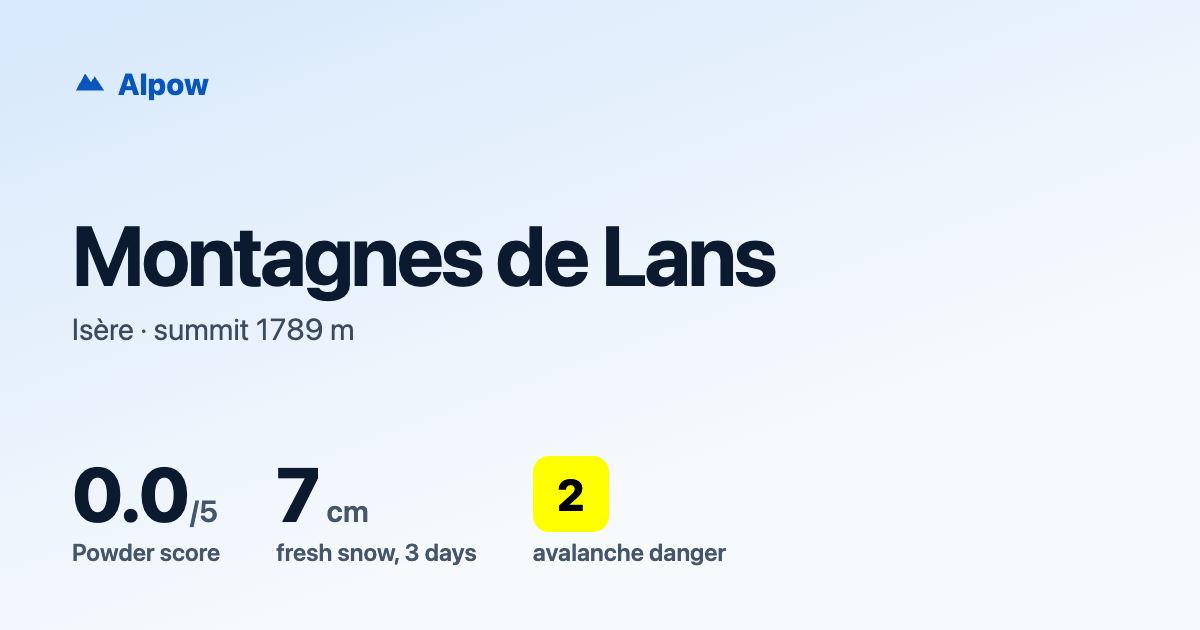 Alpow
Montagnes de Lans
Isère · summit 1789 m
0.0/5
Powder score
7 cm
fresh snow, 3 days
2
avalanche danger